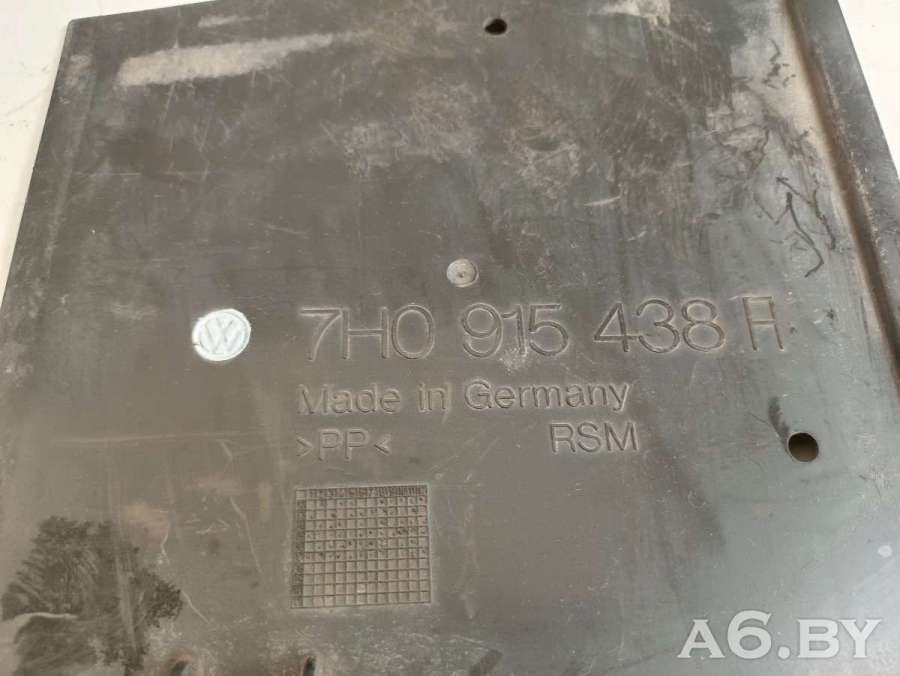 7H0 915 438 A
Made in Germany
>PP<
RSM
A6.BY